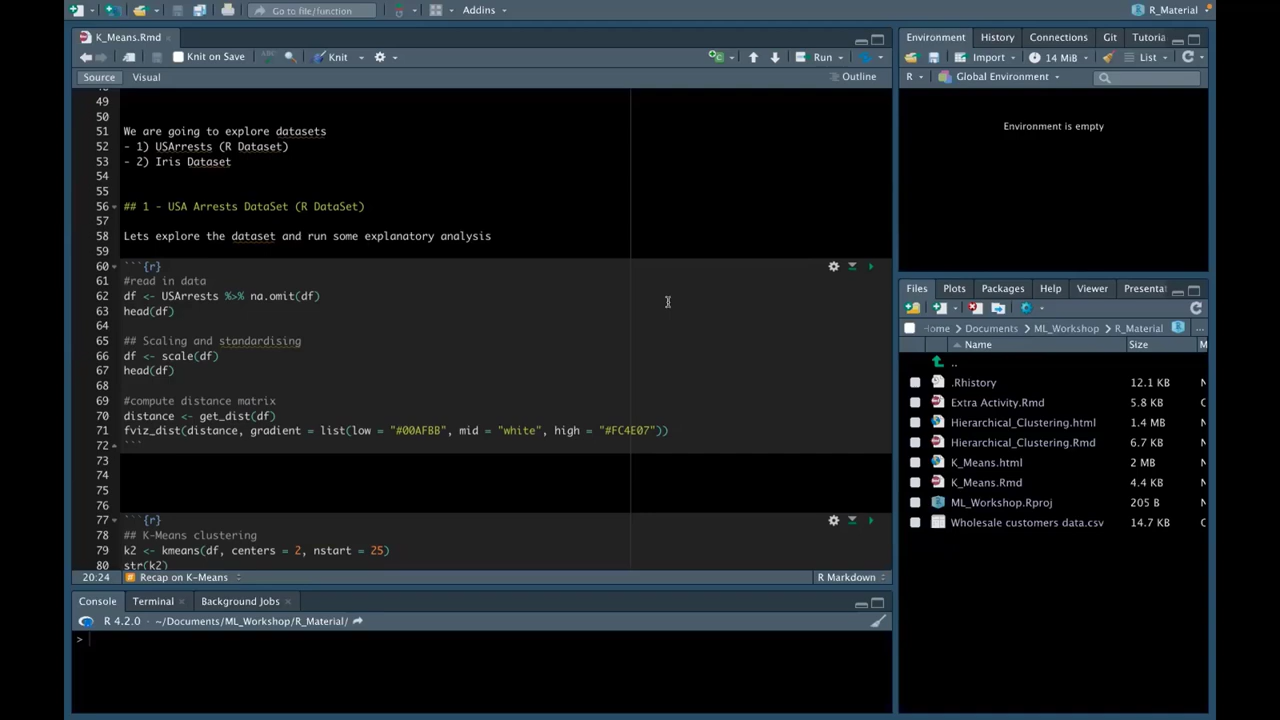 Go to file/function
Addins
R_Material
K_Means.Rmd
Knit on Save
Knit
Run
Source
Visual
Outline
49
50
51 We are going to explore datasets
52 - 1) USArrests (R Dataset)
53 - 2) Iris Dataset
54
55
56 ## 1 - USA Arrests DataSet (R DataSet)
57
58 Lets explore the dataset and run some explanatory analysis
59
60 ```{r}
61 #read in data
62 df <- USArrests %>% na.omit(df)
63 head(df)
64
65 ## Scaling and standardising
66 df <- scale(df)
67 head(df)
68
69 #compute distance matrix
70 distance <- get_dist(df)
71 fviz_dist(distance, gradient = list(low = "#00AFBB", mid = "white", high = "#FC4E07"))
72 ```
73
74
75
76
77 ```{r}
78 ## K-Means clustering
79 k2 <- kmeans(df, centers = 2, nstart = 25)
80 str(k2)
20:24 Recap on K-Means R Markdown
Console Terminal Background Jobs
R 4.2.0 · ~/Documents/ML_Workshop/R_Material/
>
Environment History Connections Git Tutoria
Import 14 MiB List
R Global Environment
Environment is empty
Files Plots Packages Help Viewer Presenta
Home Documents ML_Workshop R_Material ...
Name Size M
..
.Rhistory 12.1 KB N
Extra Activity.Rmd 5.8 KB C
Hierarchical_Clustering.html 1.4 MB N
Hierarchical_Clustering.Rmd 6.7 KB N
K_Means.html 2 MB N
K_Means.Rmd 4.4 KB N
ML_Workshop.Rproj 205 B N
Wholesale customers data.csv 14.7 KB N